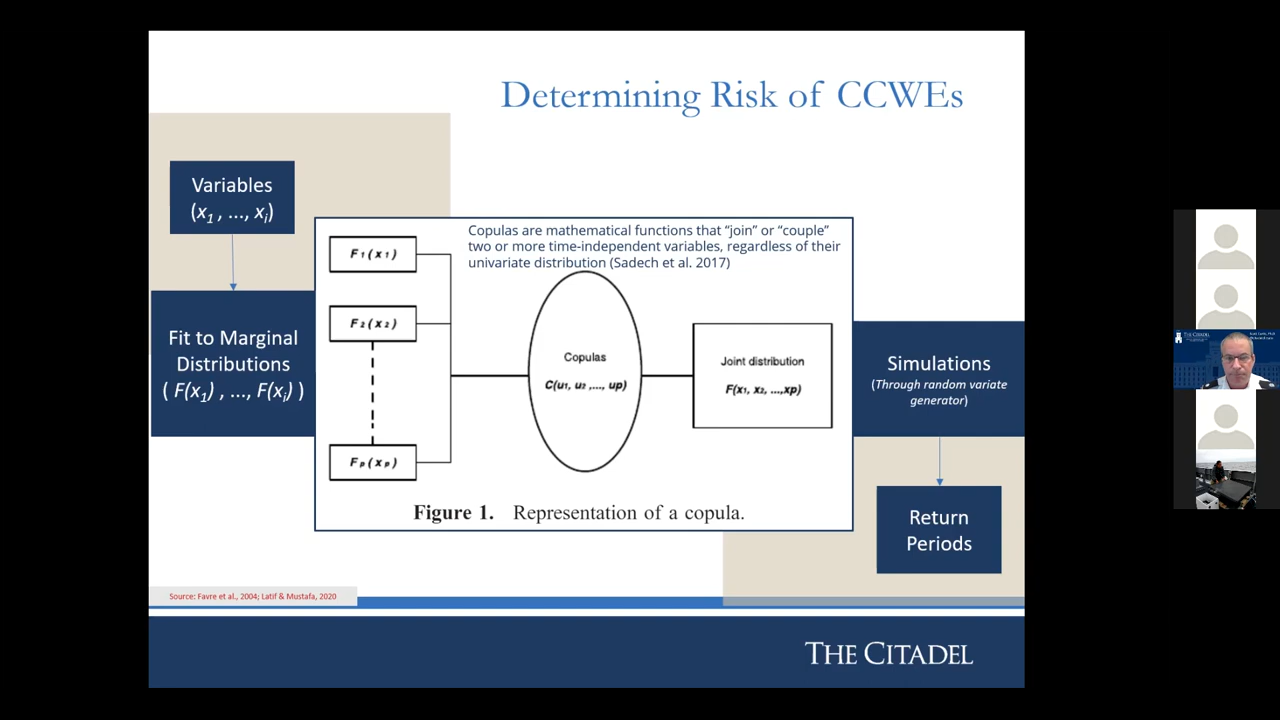 Determining Risk of CCWEs
Variables
(x1 , ..., xi)
Fit to Marginal
Distributions
( F(x1) , ..., F(xi) )
Copulas are mathematical functions that “join” or “couple”
two or more time-independent variables, regardless of their
univariate distribution (Sadech et al. 2017)
F1(x1)
F2(x2)
Fp(xp)
Copulas
C(u1, u2 ,..., up)
Joint distribution
F(x1, x2, ...,xp)
Figure 1. Representation of a copula.
Simulations
(Through random variate
generator)
Return
Periods
Source: Favre et al., 2004; Latif & Mustafa, 2020
THE CITADEL